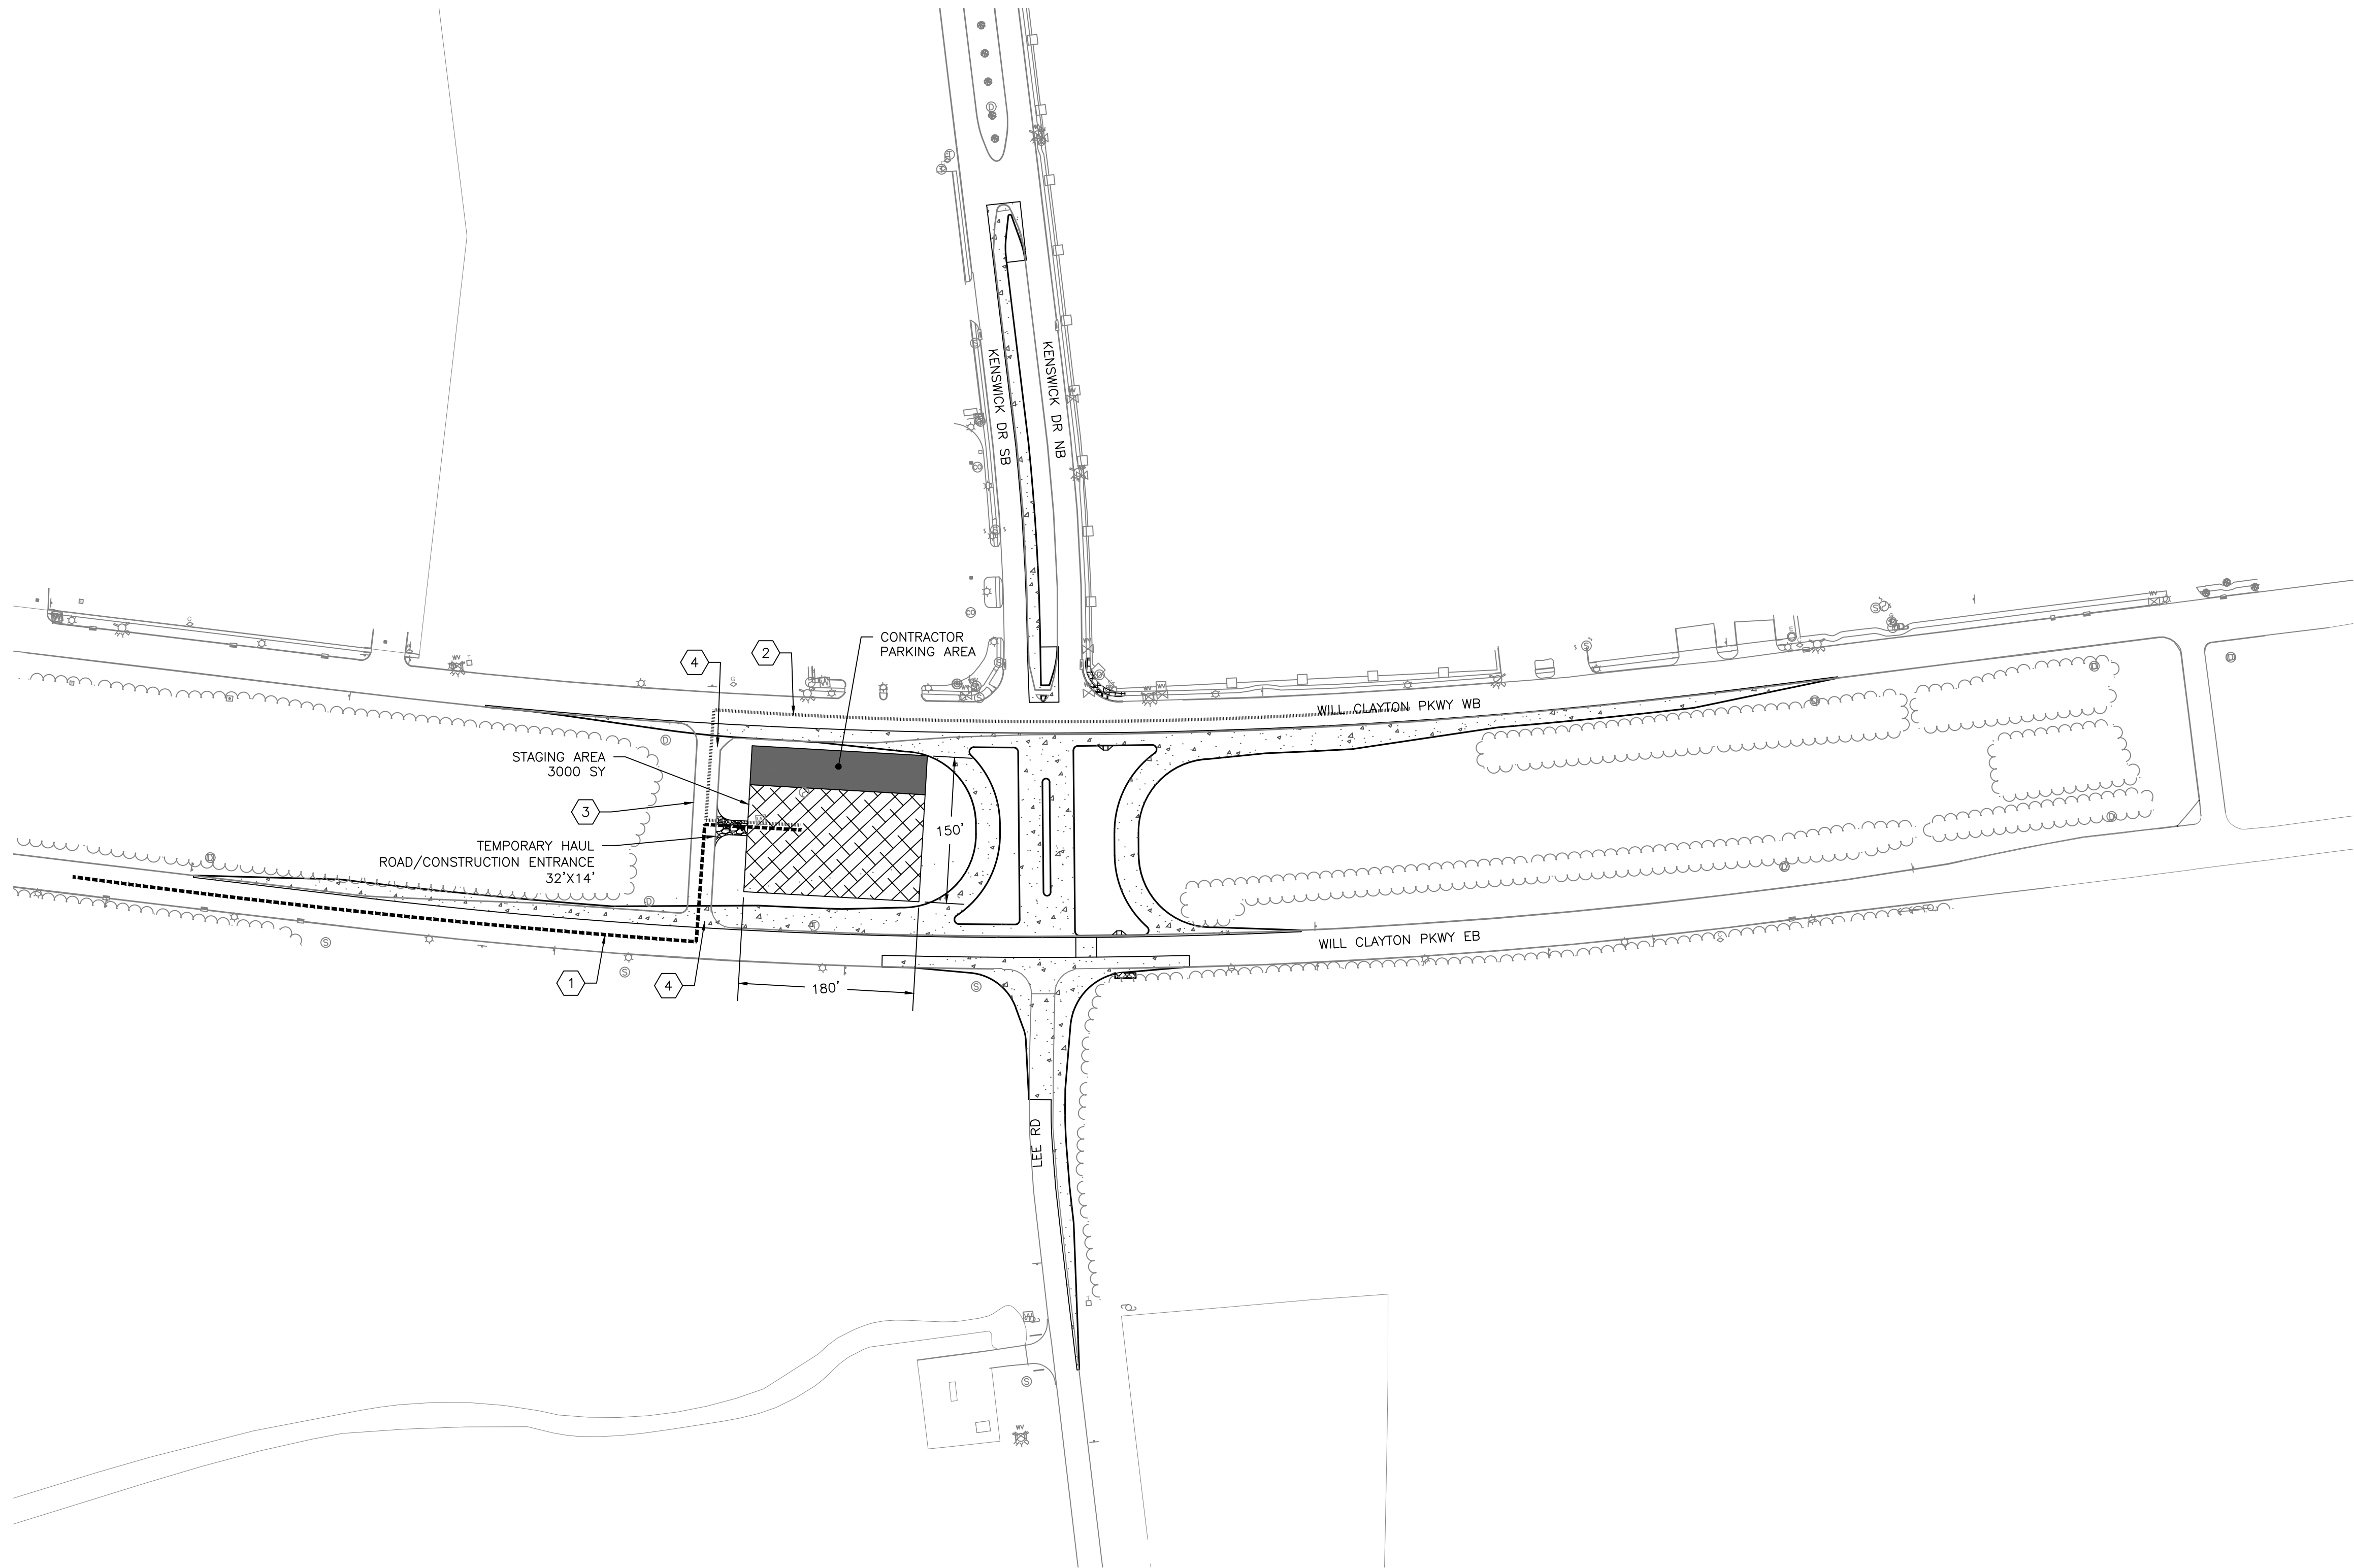 KENSWICK DR SB
KENSWICK DR NB
CONTRACTOR
PARKING AREA
4
2
WILL CLAYTON PKWY WB
STAGING AREA
3000 SY
3
TEMPORARY HAUL
ROAD/CONSTRUCTION ENTRANCE
32'X14'
150'
WILL CLAYTON PKWY EB
1
4
180'
LEE RD